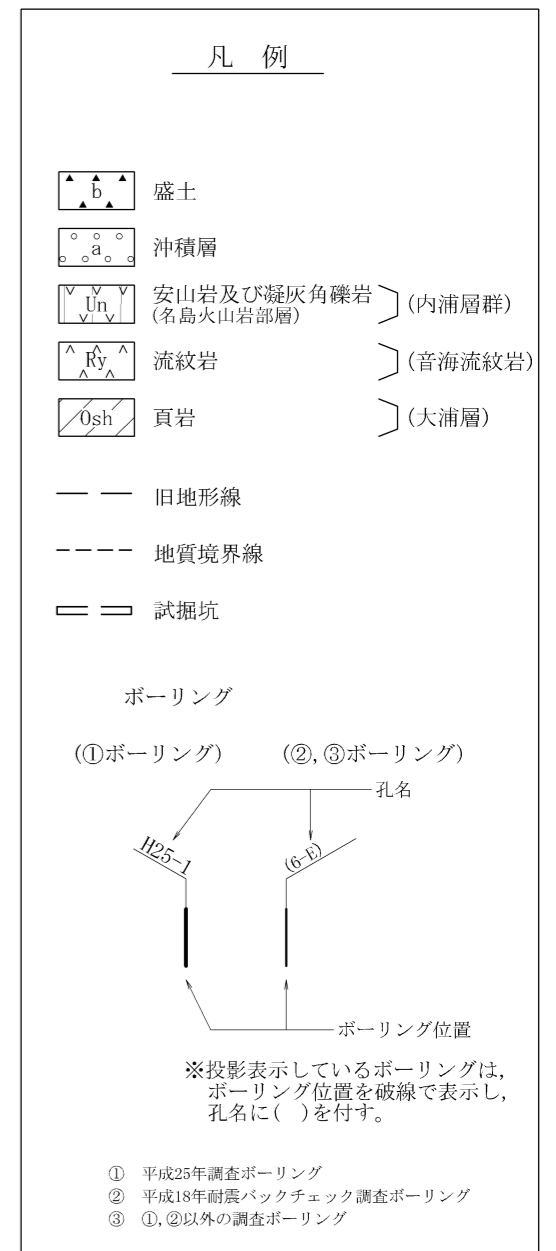 凡 例
b 盛土
a 沖積層
Un 安山岩及び凝灰角礫岩 (内浦層群)
(名島火山岩部層)
Ry 流紋岩 (音海流紋岩)
Osh 頁岩 (大浦層)
旧地形線
地質境界線
試掘坑
ボーリング
(①ボーリング) (②,③ボーリング)
孔名
H25-1 (6-E)
ボーリング位置
※投影表示しているボーリングは,
ボーリング位置を破線で表示し,
孔名に( )を付す。
① 平成25年調査ボーリング
② 平成18年耐震バックチェック調査ボーリング
③ ①,②以外の調査ボーリング